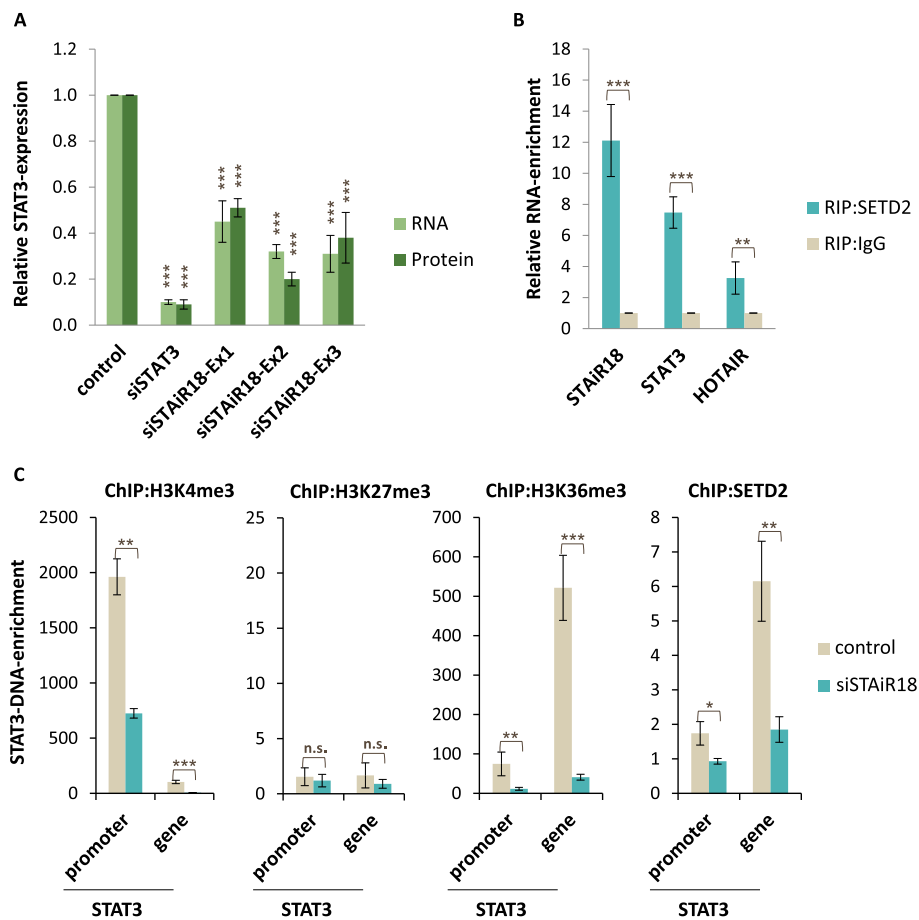 A
Relative STAT3-expression
1.2
1.0
0.8
0.6
0.4
0.2
0.0
***
***
***
***
***
***
***
***
control
siSTAT3
siSTAiR18-Ex1
siSTAiR18-Ex2
siSTAiR18-Ex3
RNA
Protein
B
Relative RNA-enrichment
18
16
14
12
10
8
6
4
2
0
***
***
**
STAiR18
STAT3
HOTAIR
RIP:SETD2
RIP:IgG
C
STAT3-DNA-enrichment
ChIP:H3K4me3
2500
2000
1500
1000
500
0
**
***
promoter
gene
STAT3
ChIP:H3K27me3
25
20
15
10
5
0
n.s.
n.s.
promoter
gene
STAT3
ChIP:H3K36me3
700
600
500
400
300
200
100
0
**
***
promoter
gene
STAT3
ChIP:SETD2
8
7
6
5
4
3
2
1
0
*
**
promoter
gene
STAT3
control
siSTAiR18